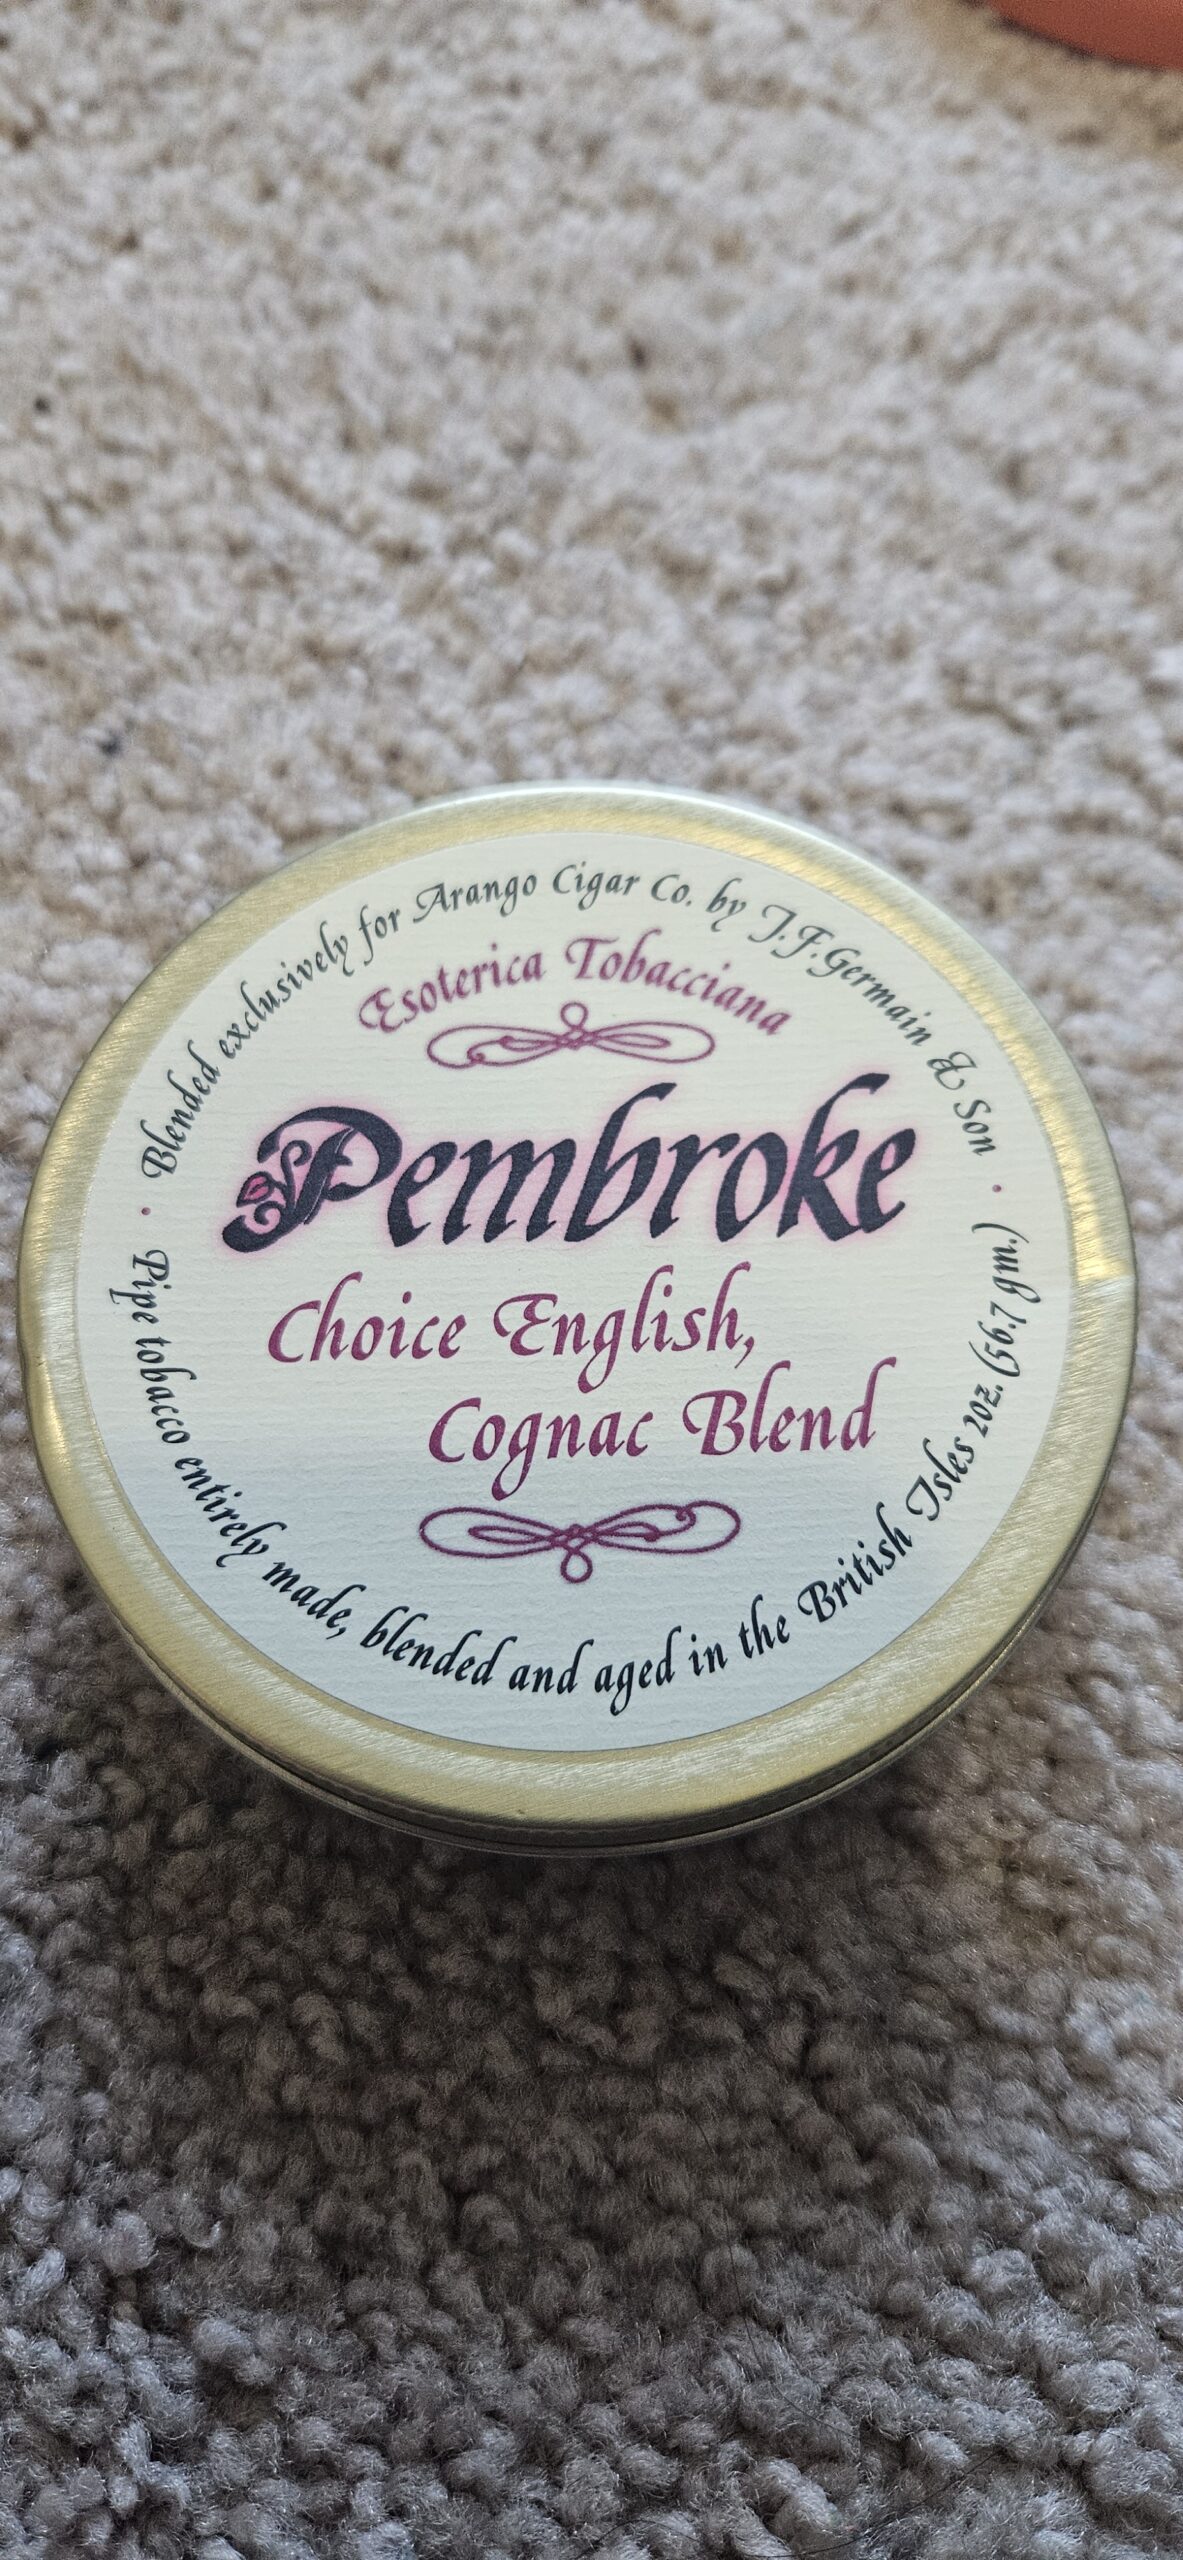 Blended exclusively for Arango Cigar Co. by J.F.Germain & Son
Esoterica Tobacciana
Pembroke
Choice English,
Cognac Blend
Pipe tobacco entirely made, blended and aged in the British Isles 2oz. (56.7 gm.)